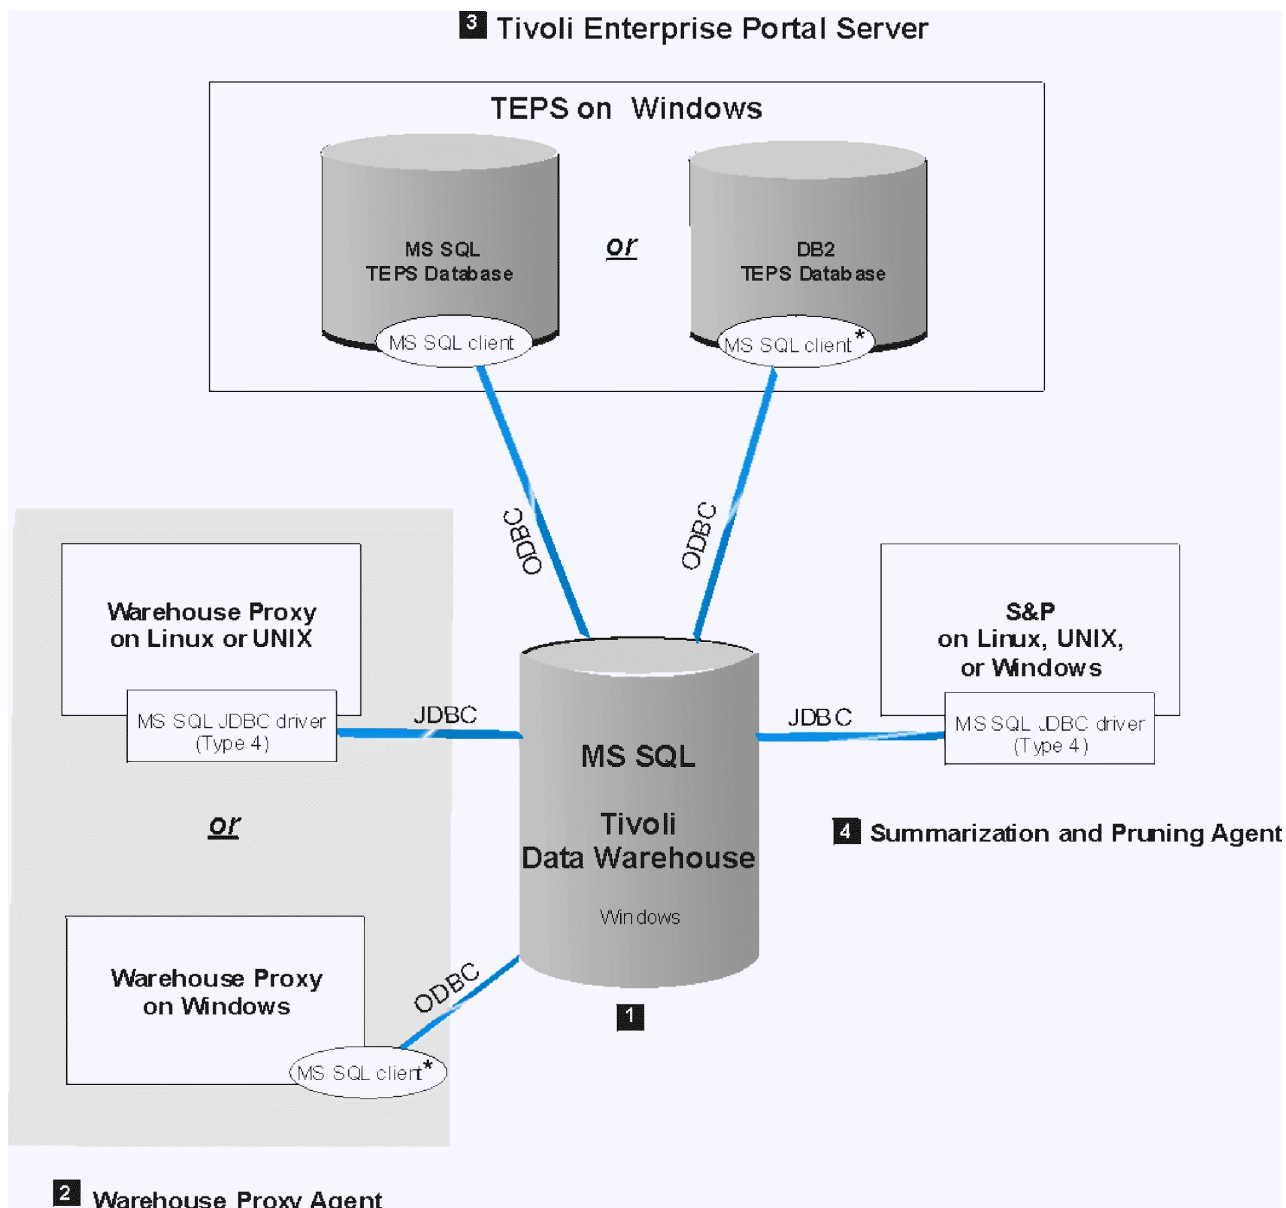 3 Tivoli Enterprise Portal Server
TEPS on Windows
MS SQL
TEPS Database
or
DB2
TEPS Database
MS SQL client
MS SQL client*
ODBC
ODBC
Warehouse Proxy
on Linux or UNIX
MS SQL JDBC driver
(Type 4)
JDBC
or
Warehouse Proxy
on Windows
MS SQL client*
ODBC
MS SQL
Tivoli
Data Warehouse
Windows
1
JDBC
S&P
on Linux, UNIX,
or Windows
MS SQL JDBC driver
(Type 4)
4 Summarization and Pruning Agent
2 Warehouse Proxy Agent